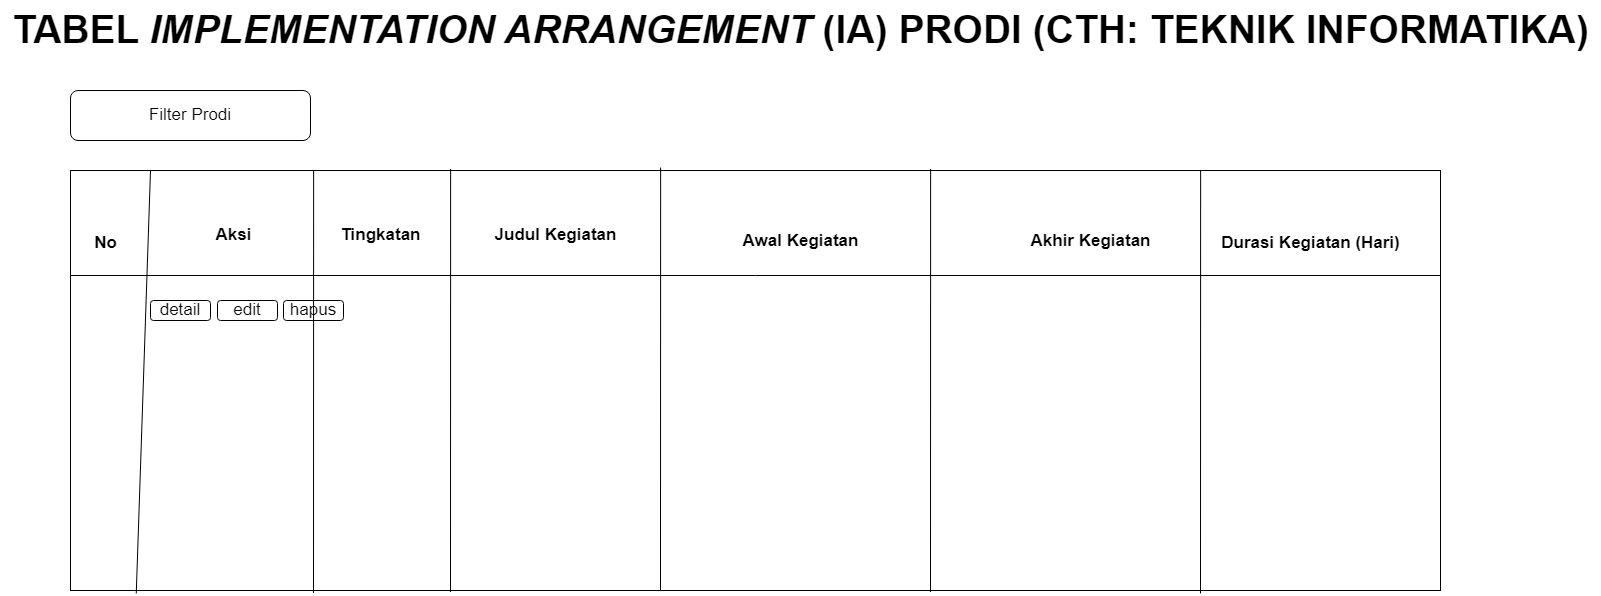 TABEL IMPLEMENTATION ARRANGEMENT (IA) PRODI (CTH: TEKNIK INFORMATIKA)
Filter Prodi
No Aksi Tingkatan Judul Kegiatan Awal Kegiatan Akhir Kegiatan Durasi Kegiatan (Hari)
detail edit hapus